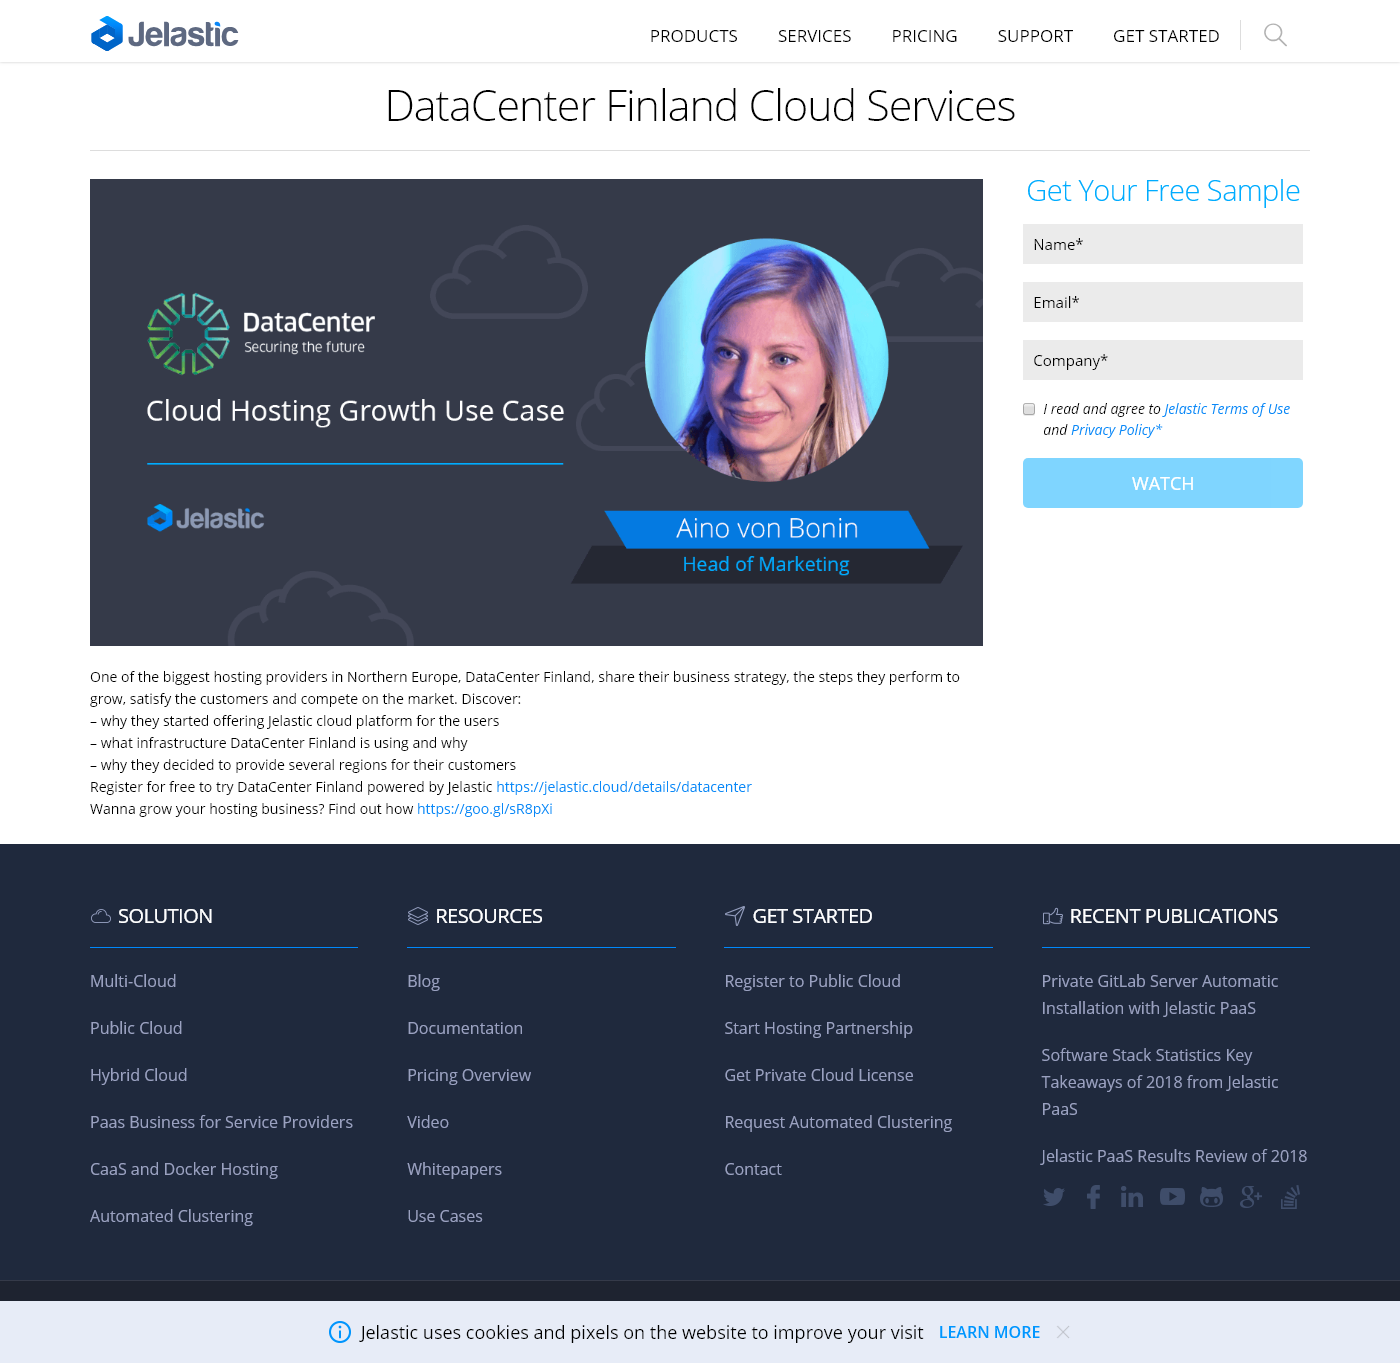 Jelastic
PRODUCTS SERVICES PRICING SUPPORT GET STARTED
DataCenter Finland Cloud Services
DataCenter
Securing the future
Cloud Hosting Growth Use Case
Jelastic
Aino von Bonin
Head of Marketing
Get Your Free Sample
Name*
Email*
Company*
I read and agree to Jelastic Terms of Use
and Privacy Policy*
WATCH
One of the biggest hosting providers in Northern Europe, DataCenter Finland, share their business strategy, the steps they perform to
grow, satisfy the customers and compete on the market. Discover:
– why they started offering Jelastic cloud platform for the users
– what infrastructure DataCenter Finland is using and why
– why they decided to provide several regions for their customers
Register for free to try DataCenter Finland powered by Jelastic https://jelastic.cloud/details/datacenter
Wanna grow your hosting business? Find out how https://goo.gl/sR8pXi
SOLUTION
Multi-Cloud
Public Cloud
Hybrid Cloud
Paas Business for Service Providers
CaaS and Docker Hosting
Automated Clustering
RESOURCES
Blog
Documentation
Pricing Overview
Video
Whitepapers
Use Cases
GET STARTED
Register to Public Cloud
Start Hosting Partnership
Get Private Cloud License
Request Automated Clustering
Contact
RECENT PUBLICATIONS
Private GitLab Server Automatic
Installation with Jelastic PaaS
Software Stack Statistics Key
Takeaways of 2018 from Jelastic
PaaS
Jelastic PaaS Results Review of 2018
Jelastic uses cookies and pixels on the website to improve your visit LEARN MORE